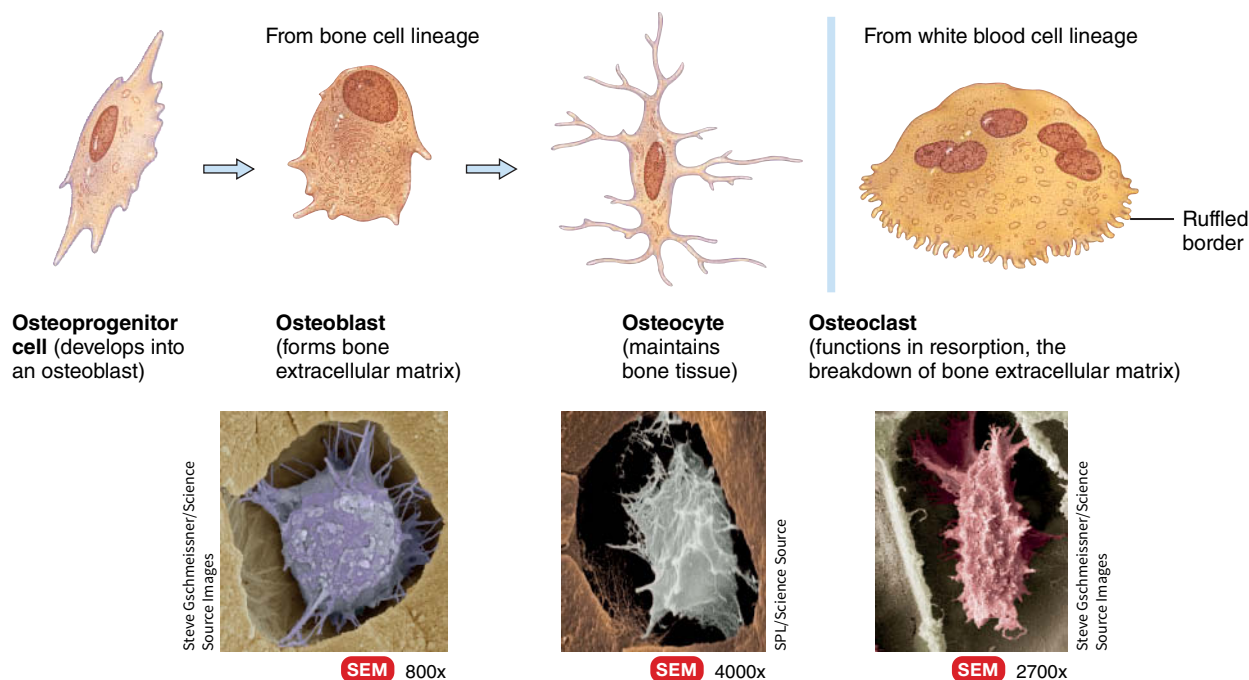 From bone cell lineage
From white blood cell lineage
Ruffled
border
Osteoprogenitor
cell (develops into
an osteoblast)
Osteoblast
(forms bone
extracellular matrix)
Osteocyte
(maintains
bone tissue)
Osteoclast
(functions in resorption, the
breakdown of bone extracellular matrix)
Steve Gschmeissner/Science
Source Images
SEM 800x
SPL/Science Source
SEM 4000x
Steve Gschmeissner/Science
Source Images
SEM 2700x